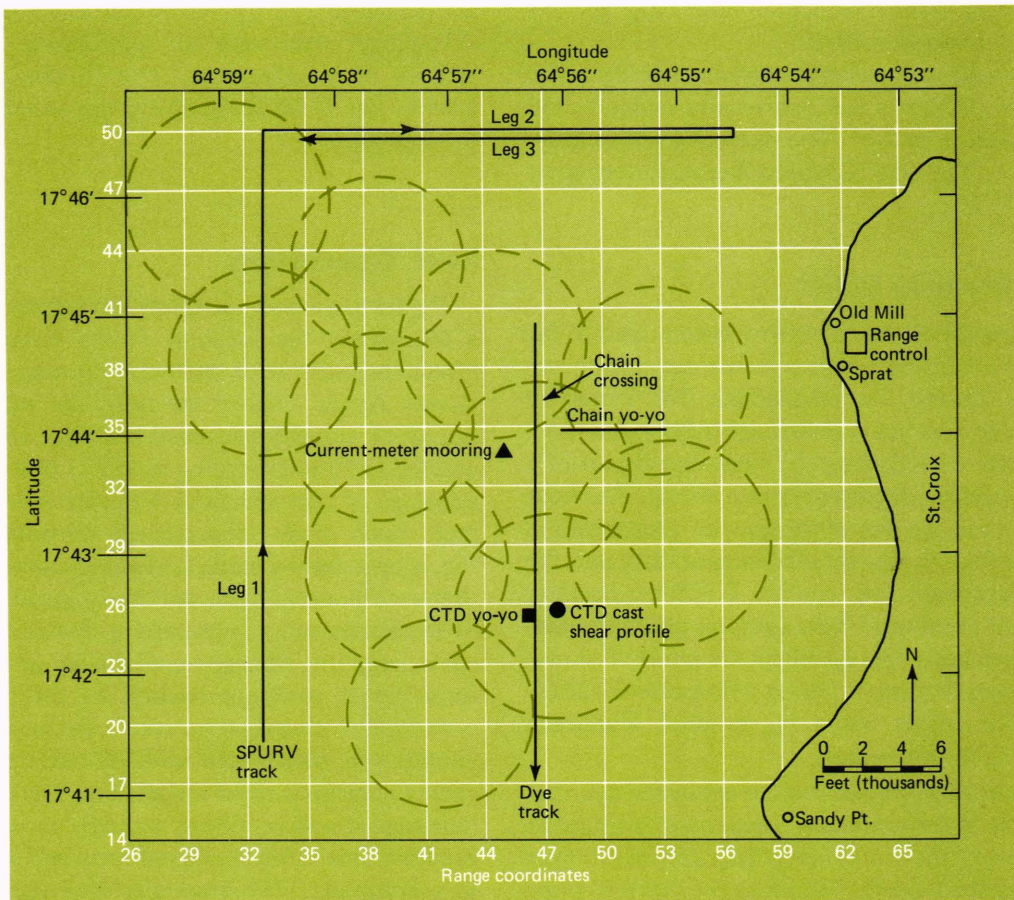 Longitude
64°59′′ 64°58′′ 64°57′′ 64°56′′ 64°55′′ 64°54′′ 64°53′′
50
Leg 2
Leg 3
47
17°46′
44
41
17°45′
Old Mill
Range
control
Sprat
38
Chain
crossing
35
Chain yo-yo
17°44′
Current-meter mooring
32
Latitude
St.Croix
29
17°43′
Leg 1
26
CTD yo-yo
CTD cast
shear profile
23
17°42′
N
20
SPURV
track
0 2 4 6
Feet (thousands)
17
17°41′
Dye
track
Sandy Pt.
14
26 29 32 35 38 41 44 47 50 53 56 59 62 65
Range coordinates